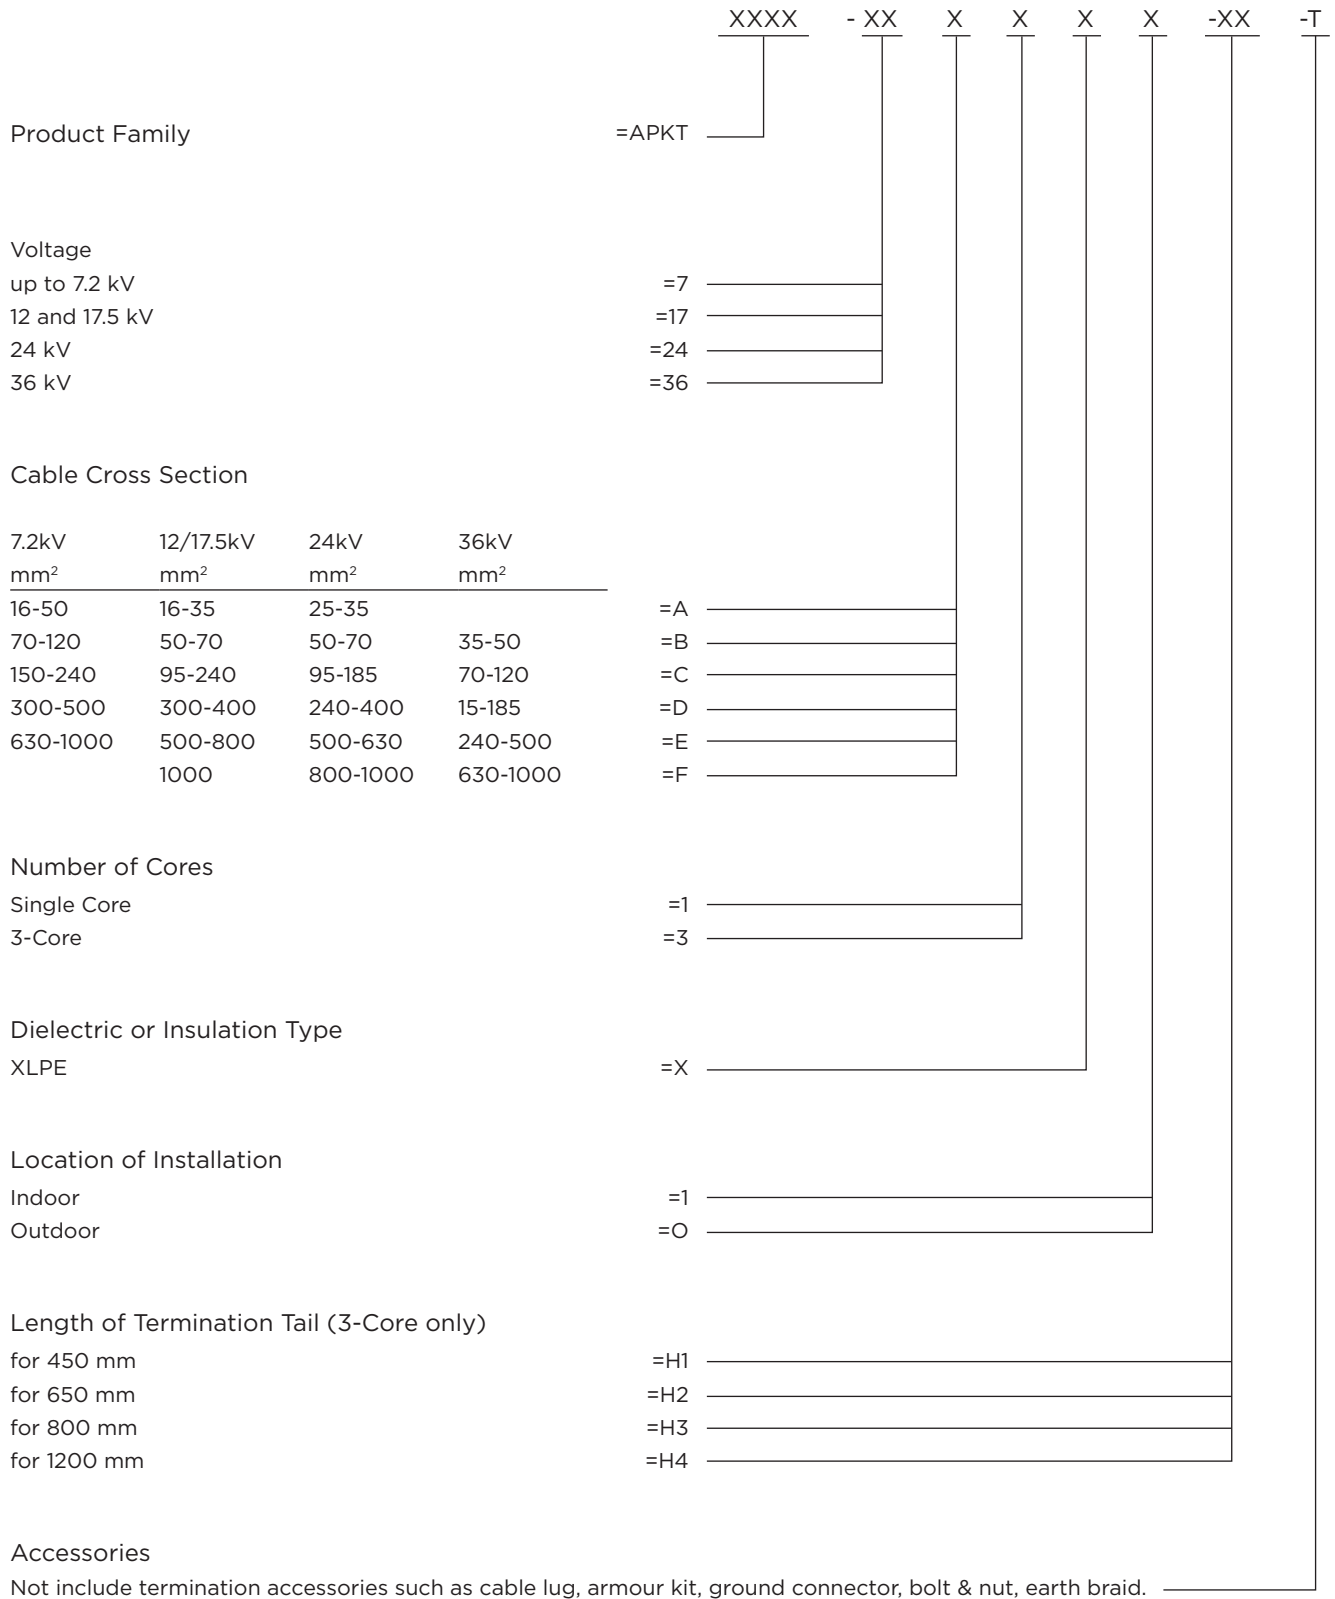 XXXX - XX X X X X -XX -T
Product Family =APKT
Voltage
up to 7.2 kV =7
12 and 17.5 kV =17
24 kV =24
36 kV =36
Cable Cross Section
7.2kV 12/17.5kV 24kV 36kV
mm² mm² mm² mm²
16-50 16-35 25-35 =A
70-120 50-70 50-70 35-50 =B
150-240 95-240 95-185 70-120 =C
300-500 300-400 240-400 15-185 =D
630-1000 500-800 500-630 240-500 =E
1000 800-1000 630-1000 =F
Number of Cores
Single Core =1
3-Core =3
Dielectric or Insulation Type
XLPE =X
Location of Installation
Indoor =1
Outdoor =O
Length of Termination Tail (3-Core only)
for 450 mm =H1
for 650 mm =H2
for 800 mm =H3
for 1200 mm =H4
Accessories
Not include termination accessories such as cable lug, armour kit, ground connector, bolt & nut, earth braid.